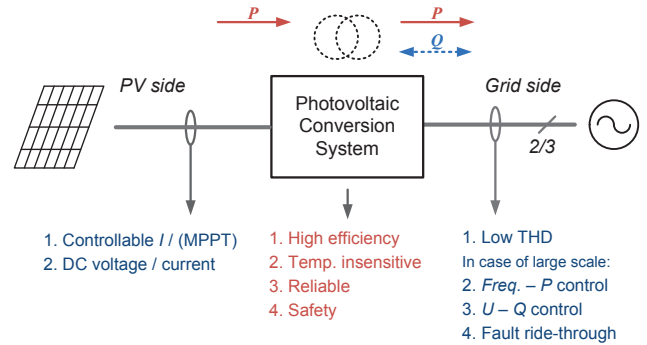 P
P
Q
PV side
Grid side
Photovoltaic
Conversion
System
2/3
1. Controllable I / (MPPT)
2. DC voltage / current
1. High efficiency
2. Temp. insensitive
3. Reliable
4. Safety
1. Low THD
In case of large scale:
2. Freq. – P control
3. U – Q control
4. Fault ride-through